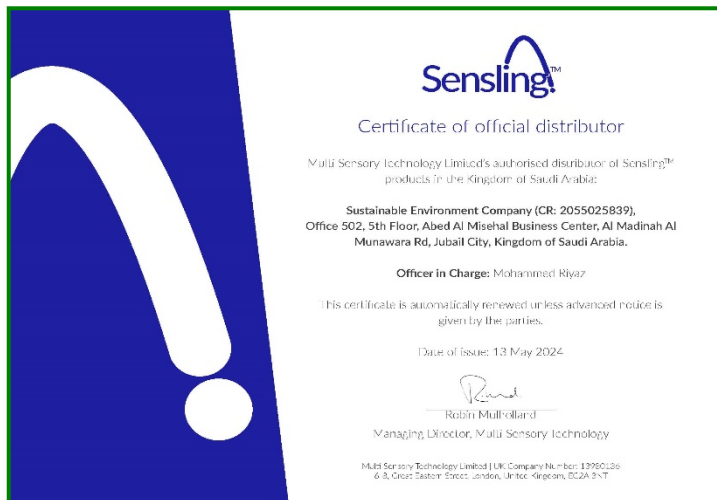 Sensling!™
Certificate of official distributor
Multi Sensory Technology Limited's authorised distributor of Sensling™
products in the Kingdom of Saudi Arabia:
Sustainable Environment Company (CR: 2055025839),
Office 502, 5th Floor, Abed Al Misehal Business Center, Al Madinah Al
Munawara Rd, Jubail City, Kingdom of Saudi Arabia.
Officer in Charge: Mohammed Riyaz
This certificate is automatically renewed unless advanced notice is
given by the parties.
Date of issue: 13 May 2024
Robin Mulholland
Managing Director, Multi Sensory Technology
Multi Sensory Technology Limited | UK Company Number: 13980136
6-8, Great Eastern Street, London, United Kingdom, EC2A 3NT